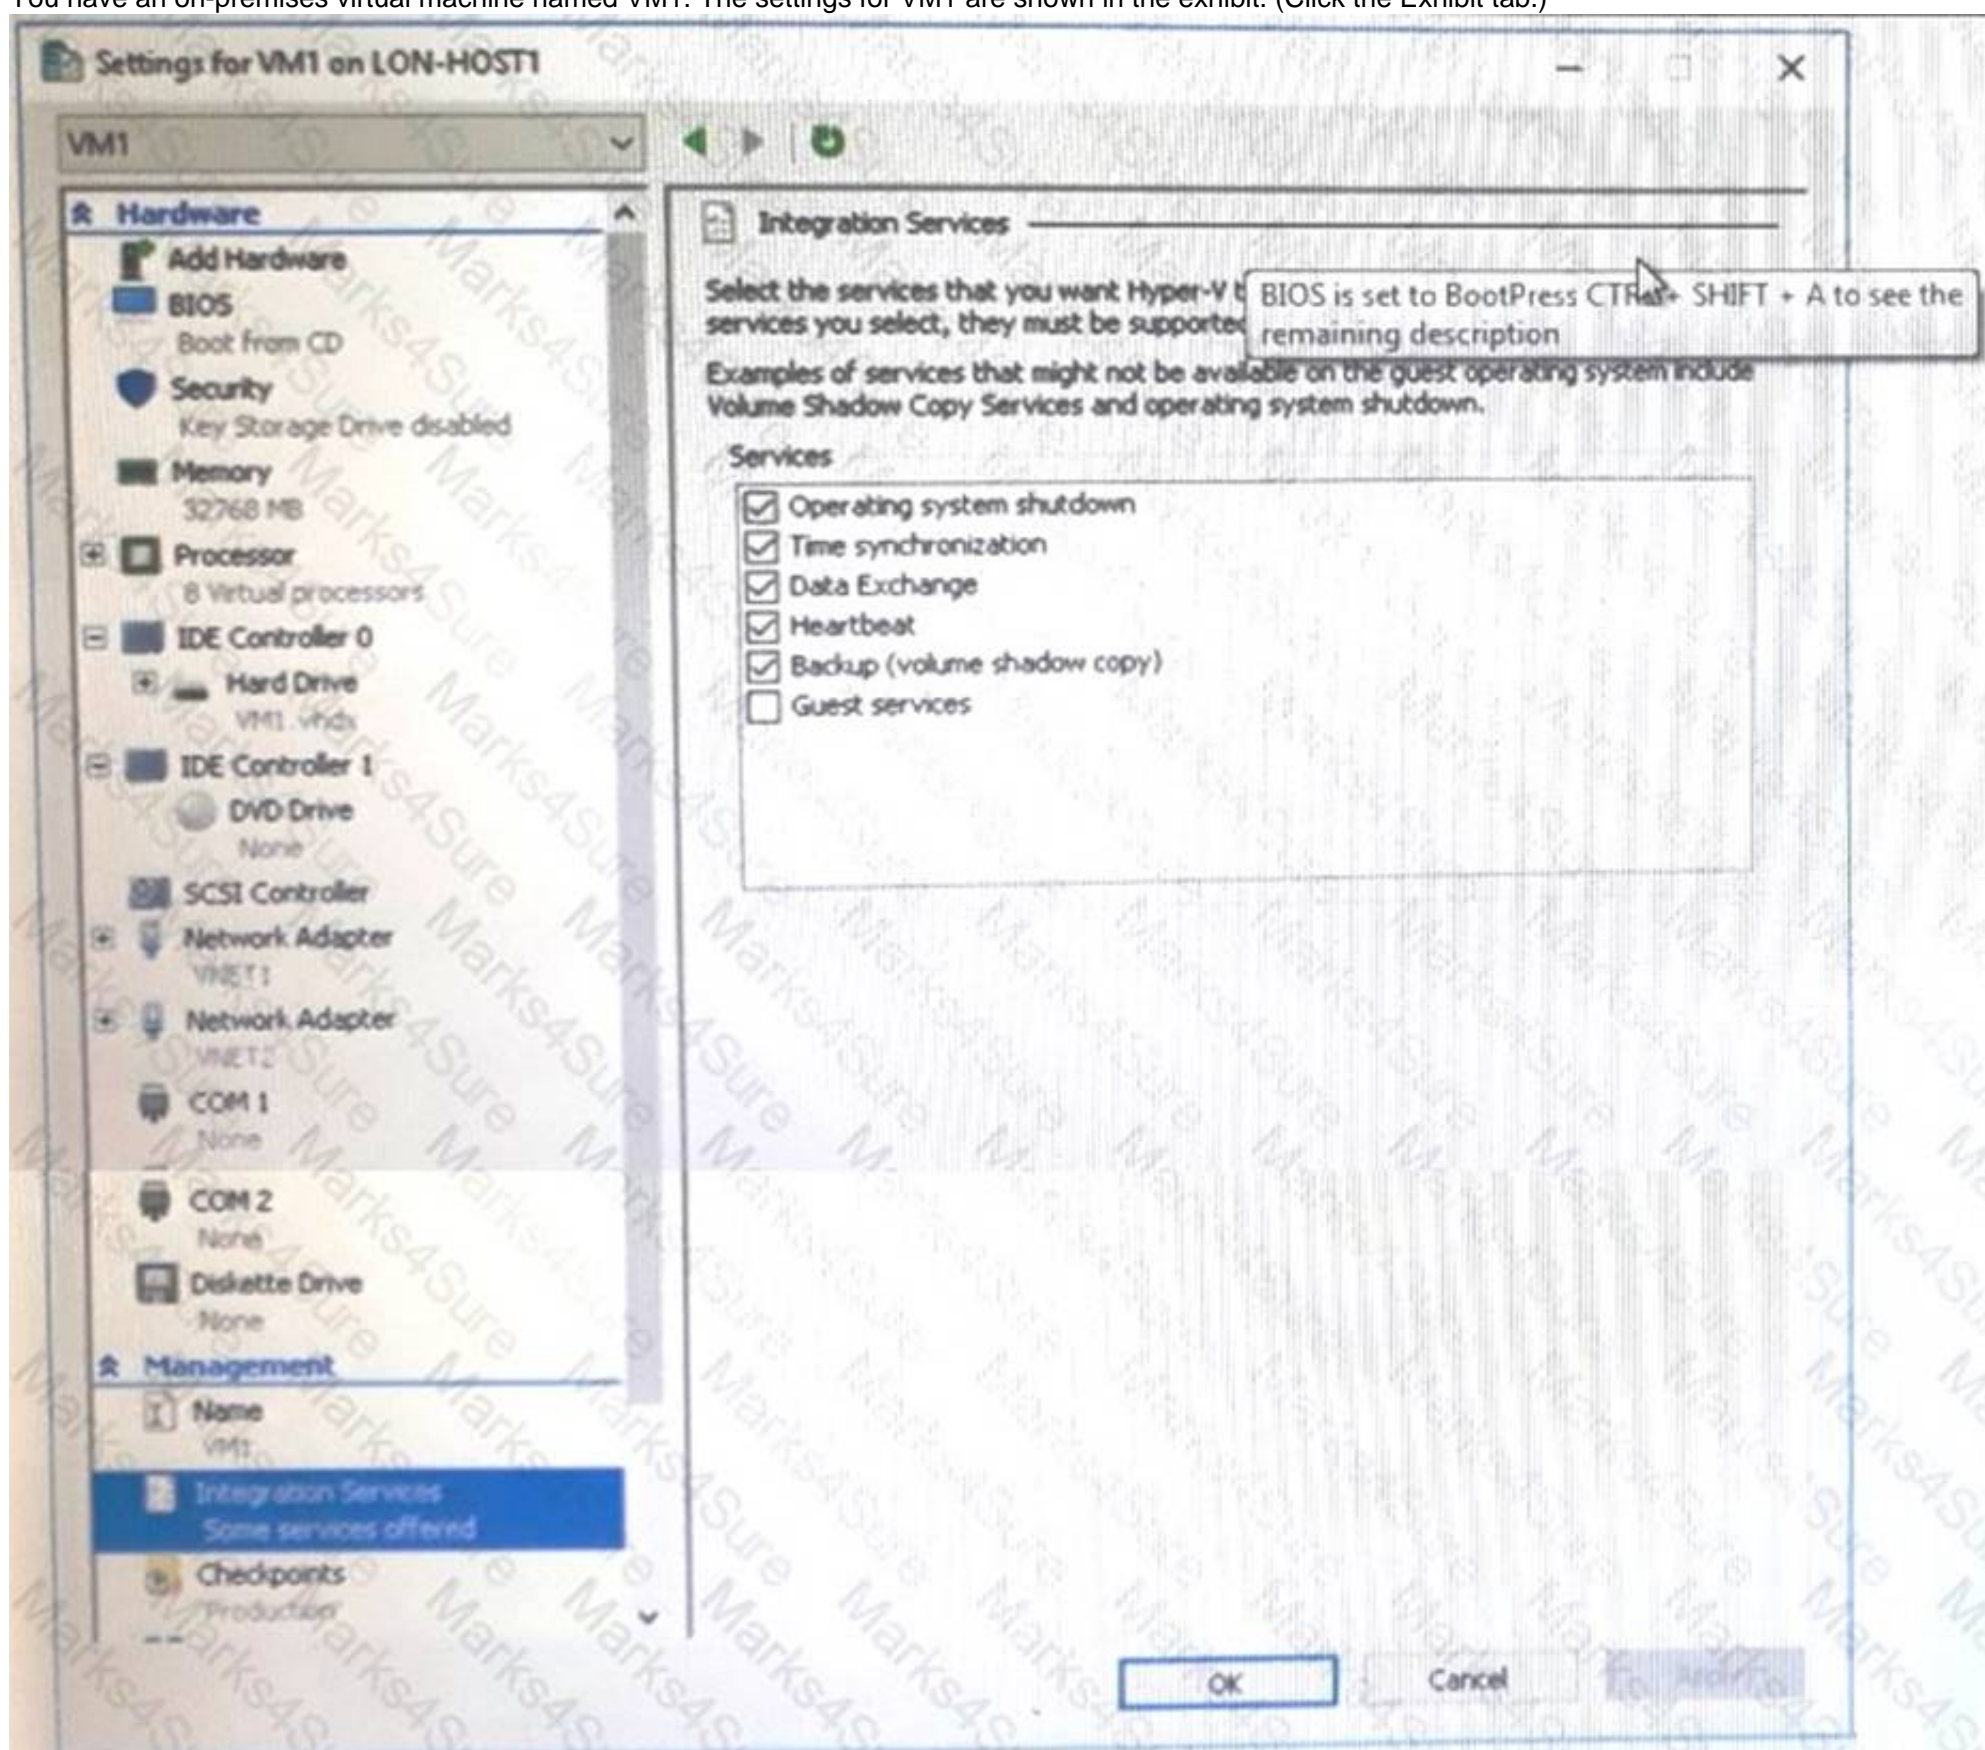 You have an on-premises virtual machine named VM1. The settings for VM1 are shown in the exhibit. (Click the Exhibit tab.)
Settings for VM1 on LON-HOST1
VM1
Hardware
Add Hardware
BIOS
Boot from CD
Security
Key Storage Drive disabled
Memory
32768 MB
Processor
8 Virtual processors
IDE Controller 0
Hard Drive
VM1.vhdx
IDE Controller 1
DVD Drive
None
SCSI Controller
Network Adapter
VNET1
Network Adapter
VNET2
COM 1
None
COM 2
None
Diskette Drive
None
Management
Name
VM1
Integration Services
Some services offered
Checkpoints
Production
Integration Services
Select the services that you want Hyper-V t
services you select, they must be supported
BIOS is set to BootPress CTRL + SHIFT + A to see the
remaining description
Examples of services that might not be available on the guest operating system include
Volume Shadow Copy Services and operating system shutdown.
Services
Operating system shutdown
Time synchronization
Data Exchange
Heartbeat
Backup (volume shadow copy)
Guest services
OK
Cancel
Marks4Sure